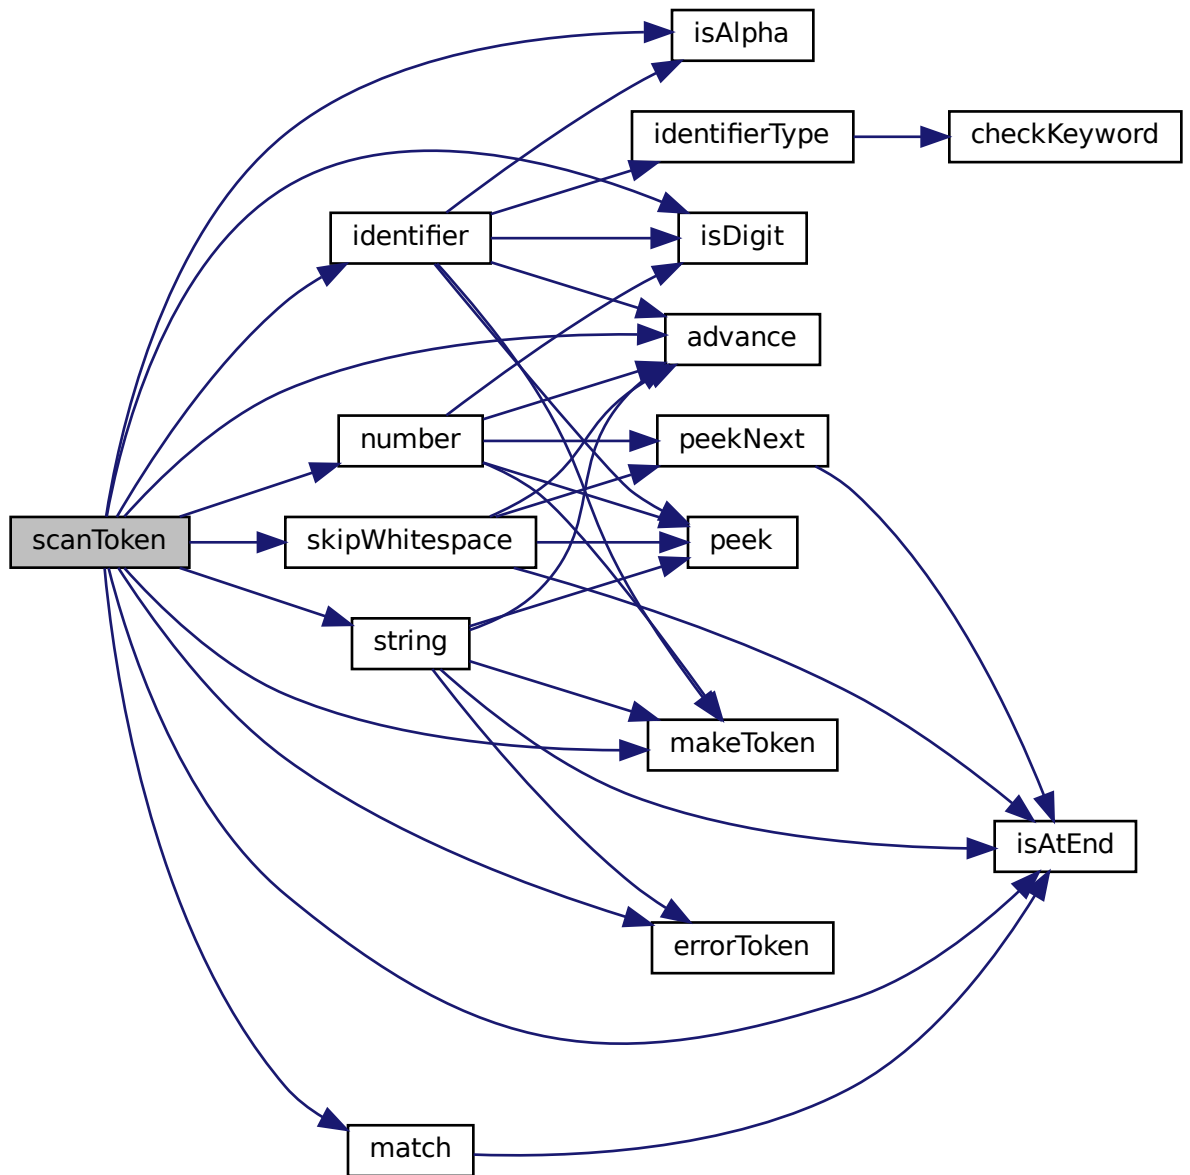 isAlpha
identifierType
checkKeyword
identifier
isDigit
advance
number
peekNext
scanToken
skipWhitespace
peek
string
makeToken
isAtEnd
errorToken
match